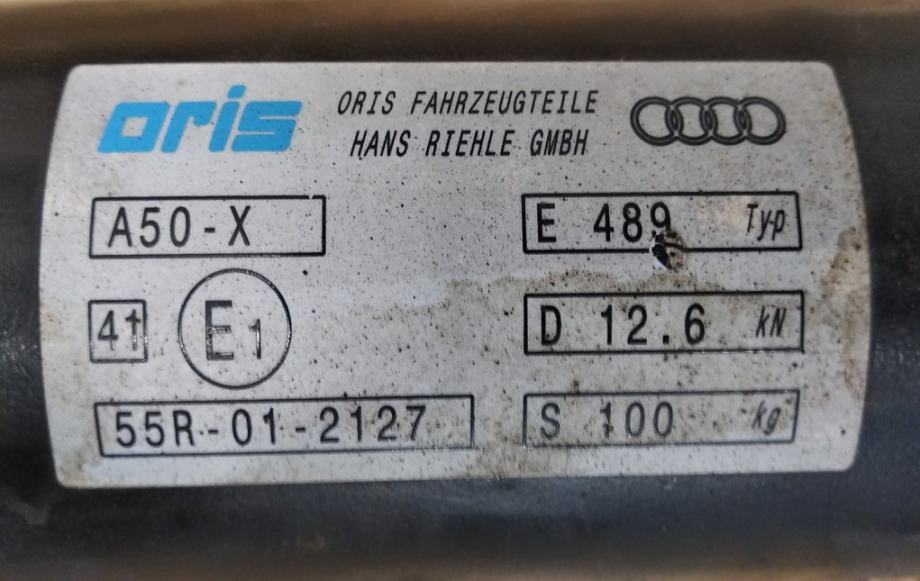 oris ORIS FAHRZEUGTEILE
HANS RIEHLE GMBH
A50-X
E 489 Typ
41
E1
D 12.6 kN
55R-01-2127
S 100 kg